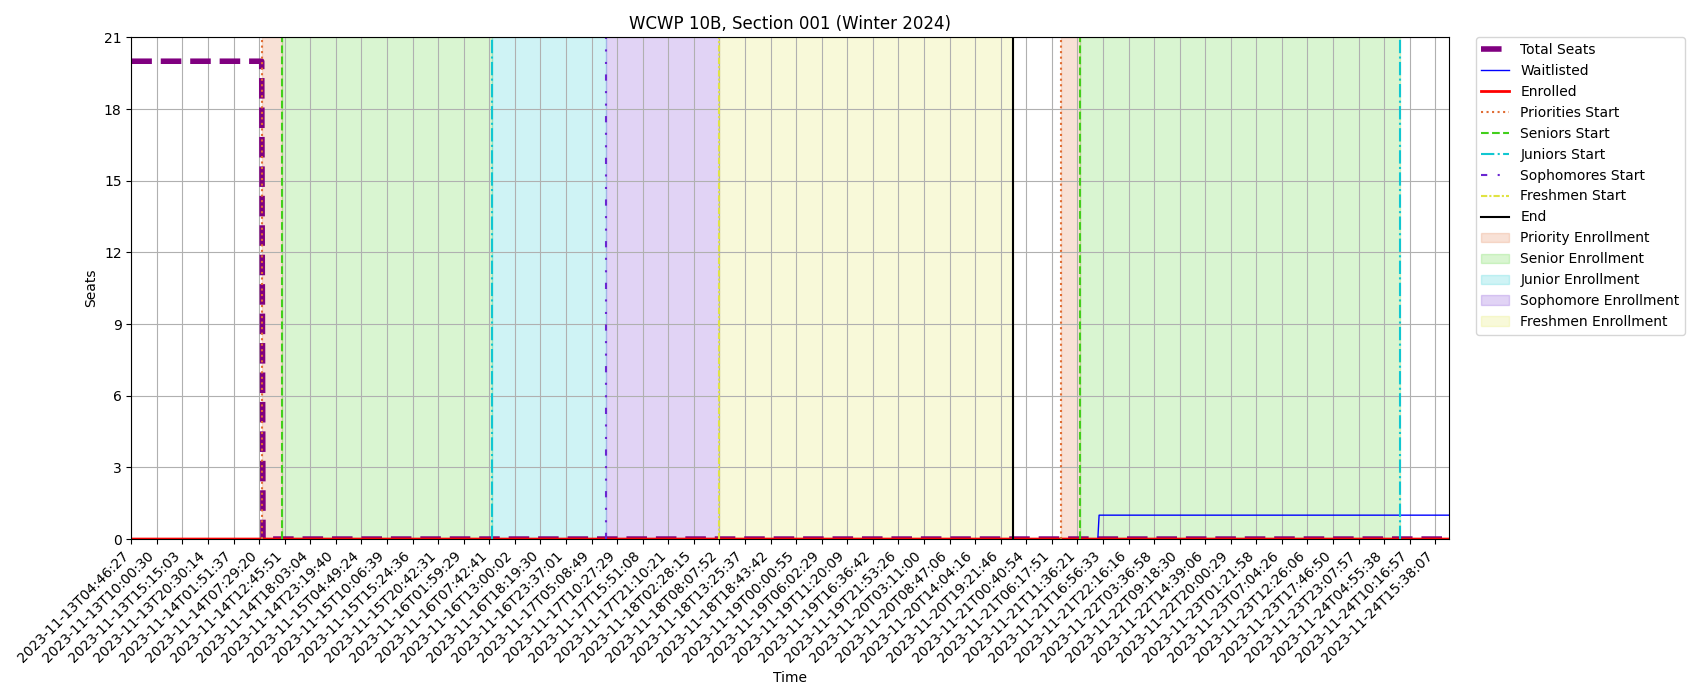 WCWP 10B, Section 001 (Winter 2024)
21
18
15
12
9
6
3
0
Seats
2023-11-13T04:46:27
2023-11-13T10:00:30
2023-11-13T15:15:03
2023-11-13T20:30:14
2023-11-14T01:51:37
2023-11-14T07:29:20
2023-11-14T12:45:51
2023-11-14T18:03:04
2023-11-14T23:19:40
2023-11-15T04:49:24
2023-11-15T10:06:39
2023-11-15T15:24:36
2023-11-15T20:42:31
2023-11-16T01:59:29
2023-11-16T07:42:41
2023-11-16T13:00:02
2023-11-16T18:19:30
2023-11-16T23:37:01
2023-11-17T05:08:49
2023-11-17T10:27:29
2023-11-17T15:51:08
2023-11-17T21:10:21
2023-11-18T02:28:15
2023-11-18T08:07:52
2023-11-18T13:25:37
2023-11-18T18:43:42
2023-11-19T00:00:55
2023-11-19T06:02:29
2023-11-19T11:20:09
2023-11-19T16:36:42
2023-11-19T21:53:26
2023-11-20T03:11:00
2023-11-20T08:47:06
2023-11-20T14:04:16
2023-11-20T19:21:46
2023-11-21T00:40:54
2023-11-21T06:17:51
2023-11-21T11:36:21
2023-11-21T16:56:33
2023-11-21T22:16:16
2023-11-22T03:36:58
2023-11-22T09:18:30
2023-11-22T14:39:06
2023-11-22T20:00:29
2023-11-23T01:21:58
2023-11-23T07:04:26
2023-11-23T12:26:06
2023-11-23T17:46:50
2023-11-23T23:07:57
2023-11-24T04:55:38
2023-11-24T10:16:57
2023-11-24T15:38:07
Time
Total Seats
Waitlisted
Enrolled
Priorities Start
Seniors Start
Juniors Start
Sophomores Start
Freshmen Start
End
Priority Enrollment
Senior Enrollment
Junior Enrollment
Sophomore Enrollment
Freshmen Enrollment